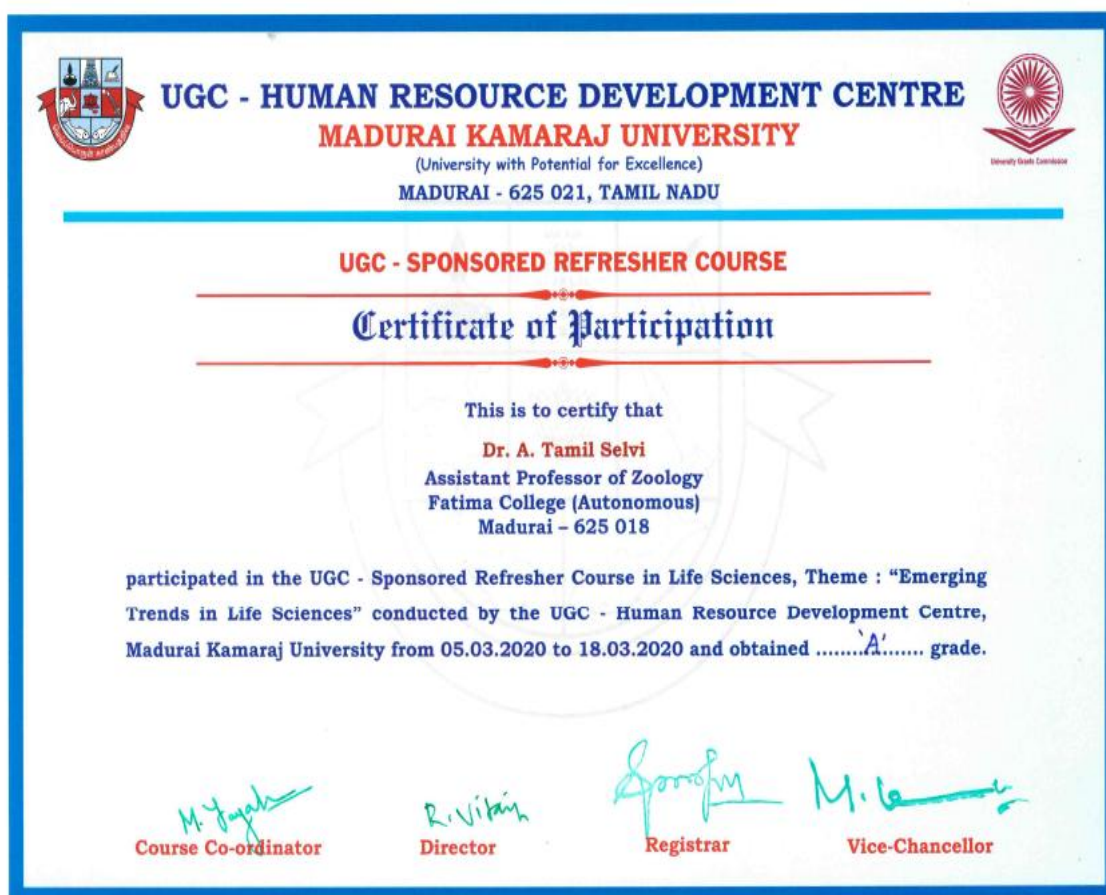 UGC - HUMAN RESOURCE DEVELOPMENT CENTRE
MADURAI KAMARAJ UNIVERSITY
(University with Potential for Excellence)
MADURAI - 625 021, TAMIL NADU
University Grants Commission
UGC - SPONSORED REFRESHER COURSE
Certificate of Participation
This is to certify that
Dr. A. Tamil Selvi
Assistant Professor of Zoology
Fatima College (Autonomous)
Madurai – 625 018
participated in the UGC - Sponsored Refresher Course in Life Sciences, Theme : “Emerging
Trends in Life Sciences” conducted by the UGC - Human Resource Development Centre,
Madurai Kamaraj University from 05.03.2020 to 18.03.2020 and obtained ........'A'....... grade.
Course Co-ordinator Director Registrar Vice-Chancellor